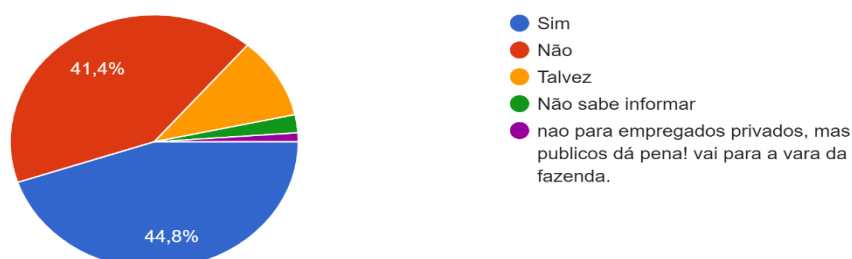 41,4%
44,8%
Sim
Não
Talvez
Não sabe informar
nao para empregados privados, mas
publicos dá pena! vai para a vara da
fazenda.